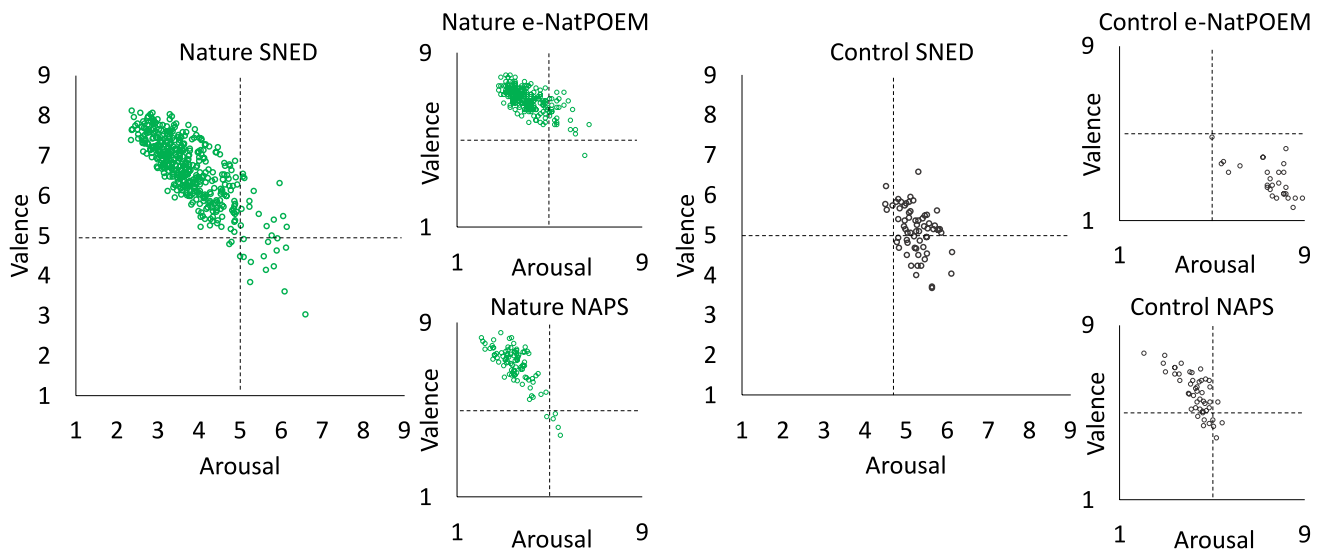 Nature SNED
9
8
7
6
5
4
3
2
1
Valence
1 2 3 4 5 6 7 8 9
Arousal
Nature e-NatPOEM
9
Valence
1
1 9
Arousal
Nature NAPS
9
Valence
1
1 9
Arousal
Control SNED
9
8
7
6
5
4
3
2
1
Valence
1 2 3 4 5 6 7 8 9
Arousal
Control e-NatPOEM
9
Valence
1
1 9
Arousal
Control NAPS
9
Valence
1
1 9
Arousal